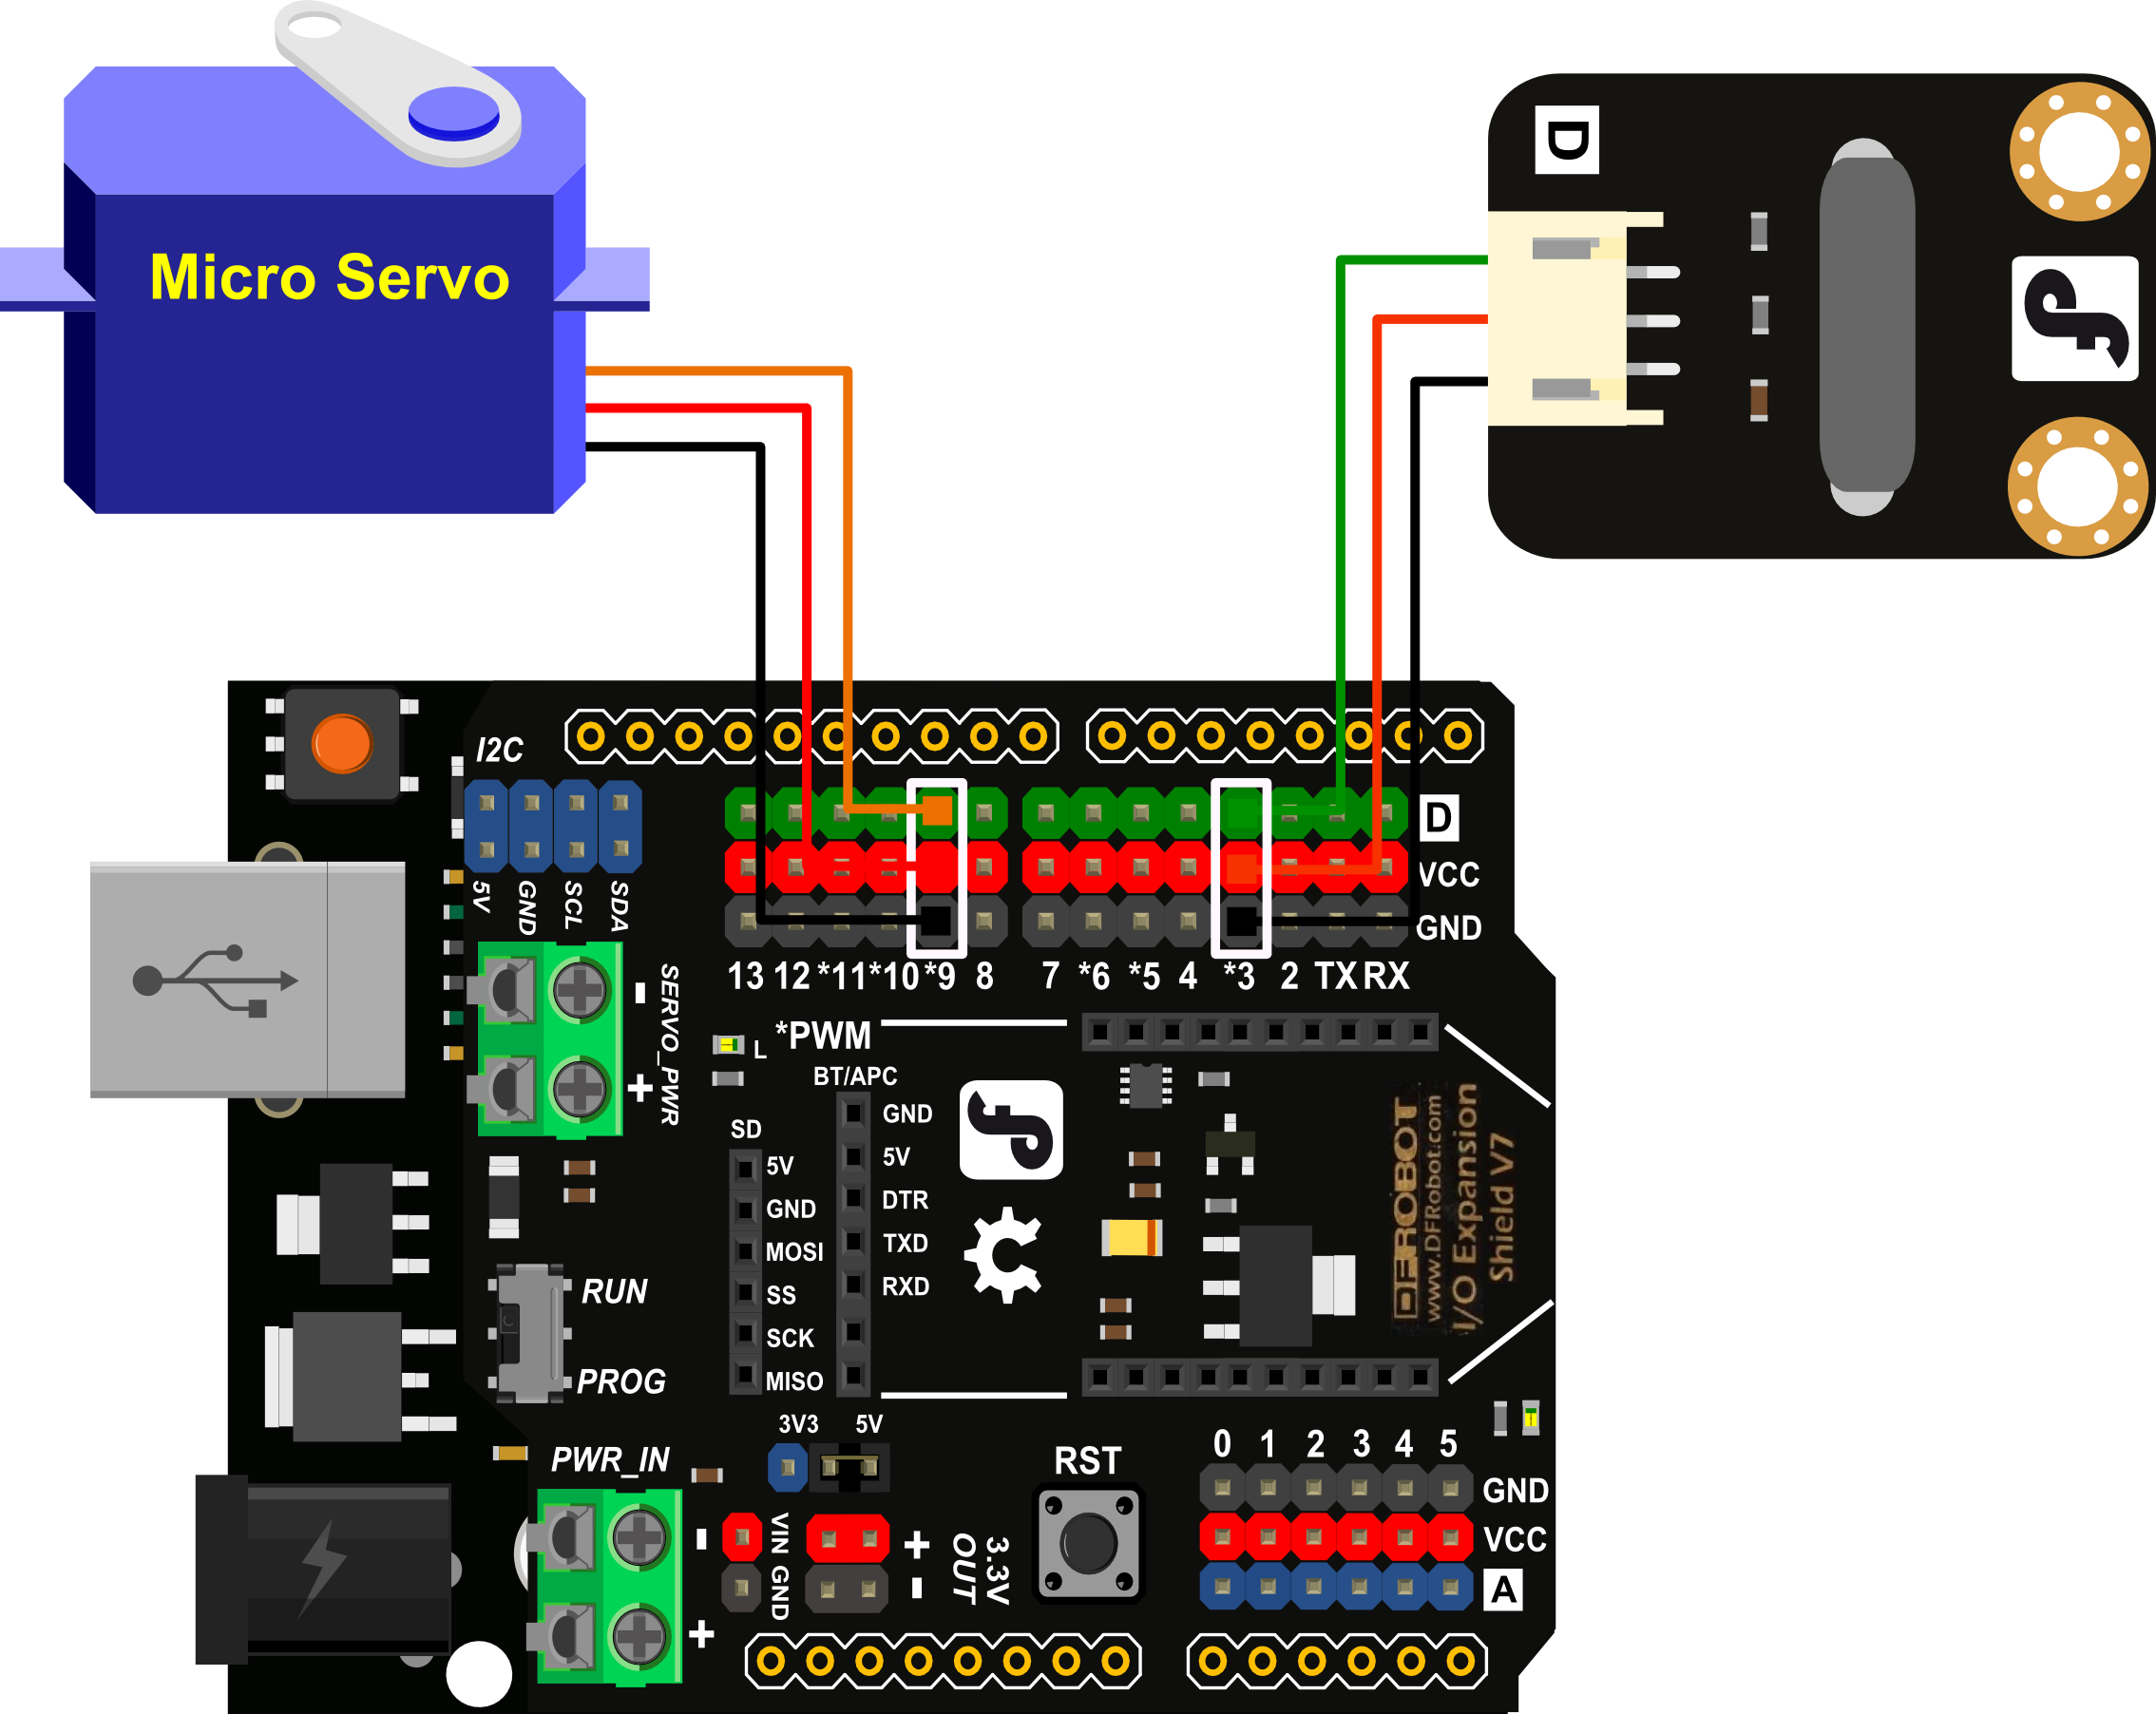 Micro Servo
D
I2C
5V
GND
SCL
SDA
D
VCC
GND
13 12 *11 *10 *9 8 7 *6 *5 4 *3 2 TX RX
- + SERVO_PWR
L
*PWM
BT/APC
GND
5V
DTR
TXD
RXD
SD
5V
GND
MOSI
SS
SCK
MISO
DFROBOT
www.DFRobot.com
I/O Expansion
Shield V7
RUN
PROG
3V3 5V
PWR_IN
- +
VIN GND
+ -
3.3V
OUT
RST
0 1 2 3 4 5
GND
VCC
A